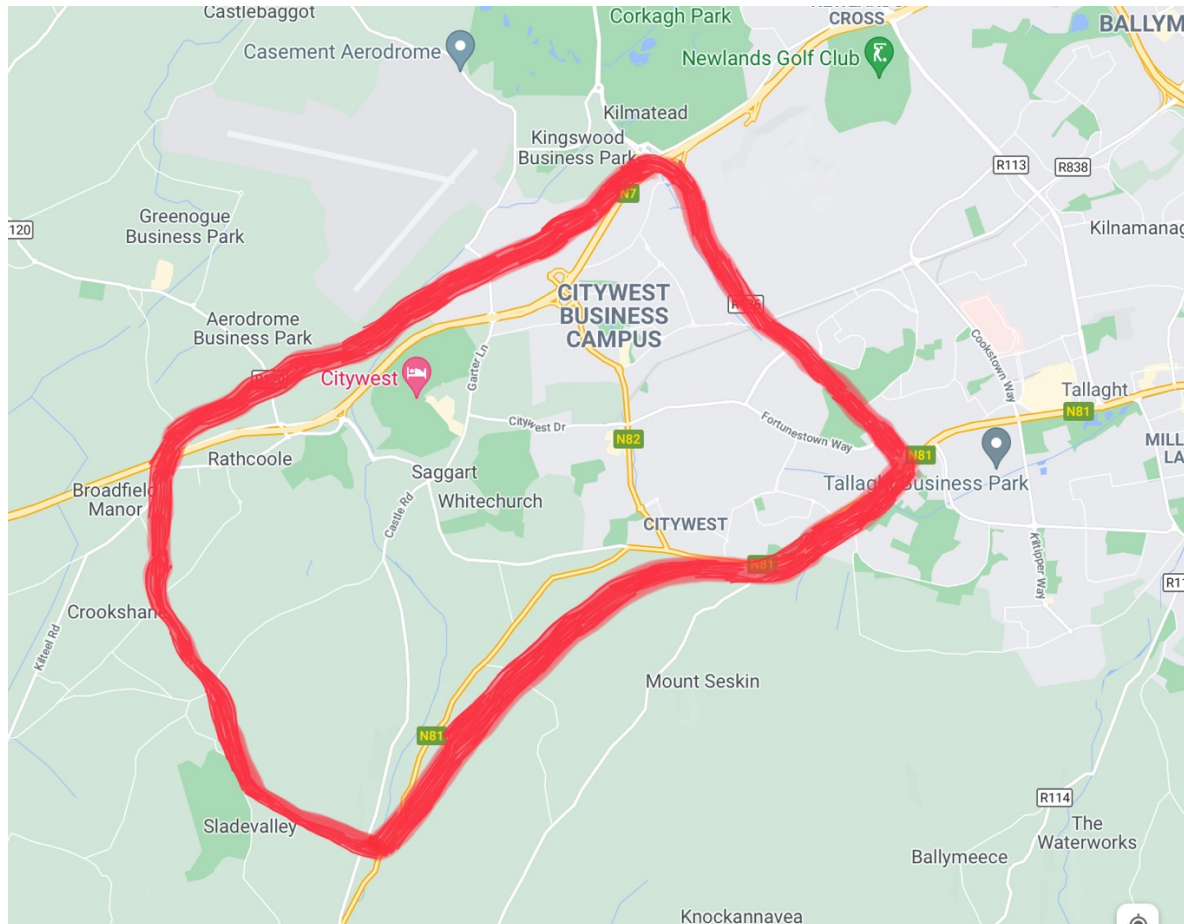 Castlebaggot
Corkagh Park
CROSS
BALLYM
Casement Aerodrome
Newlands Golf Club
Kilmatead
Kingswood
Business Park
R113
R838
N7
Greenogue
Business Park
120
Kilnamanag
CITYWEST
BUSINESS
CAMPUS
Aerodrome
Business Park
Garter Ln
Cookstown Way
Citywest
Tallaght
N81
Citywest Dr
Fortunestown Way
N82
N81
MILL
LA
Rathcoole
Saggart
Tallaght Business Park
Broadfield
Manor
Whitechurch
Castle Rd
CITYWEST
N81
Kiltipper Way
R11
Crookshan
Kilteel Rd
Mount Seskin
N81
R114
Sladevalley
The
Waterworks
Ballymeece
Knockannavea